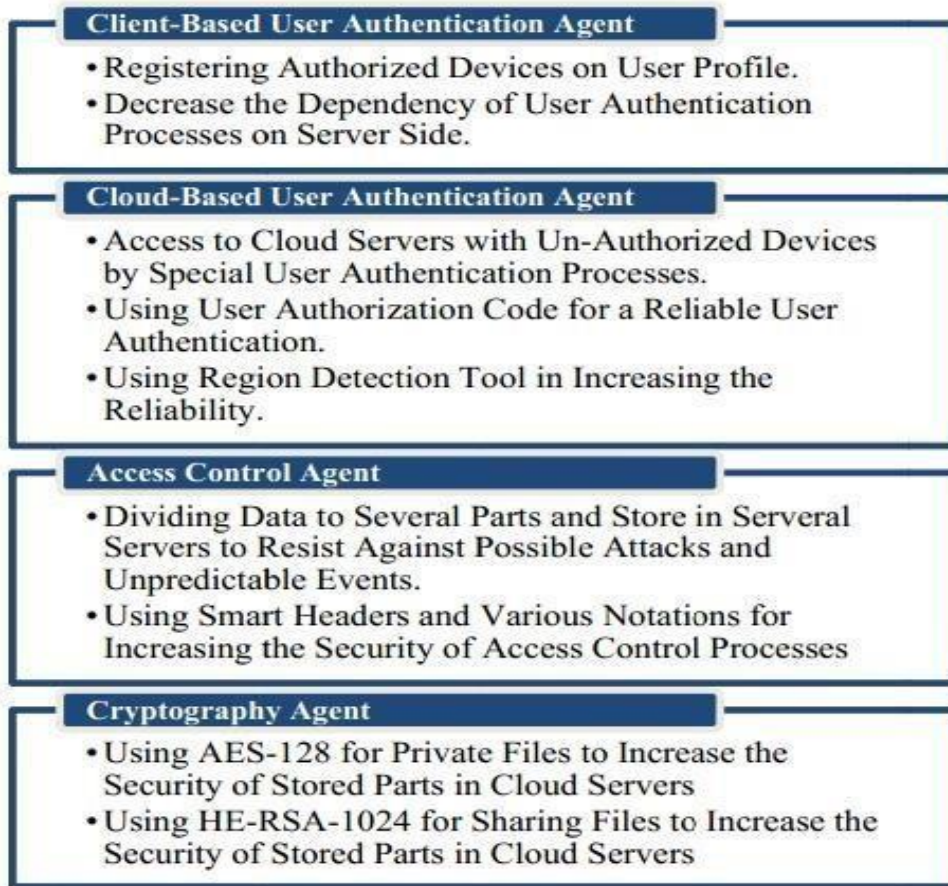 Client-Based User Authentication Agent
• Registering Authorized Devices on User Profile.
• Decrease the Dependency of User Authentication
Processes on Server Side.
Cloud-Based User Authentication Agent
• Access to Cloud Servers with Un-Authorized Devices
by Special User Authentication Processes.
• Using User Authorization Code for a Reliable User
Authentication.
• Using Region Detection Tool in Increasing the
Reliability.
Access Control Agent
• Dividing Data to Several Parts and Store in Serveral
Servers to Resist Against Possible Attacks and
Unpredictable Events.
• Using Smart Headers and Various Notations for
Increasing the Security of Access Control Processes
Cryptography Agent
• Using AES-128 for Private Files to Increase the
Security of Stored Parts in Cloud Servers
• Using HE-RSA-1024 for Sharing Files to Increase the
Security of Stored Parts in Cloud Servers